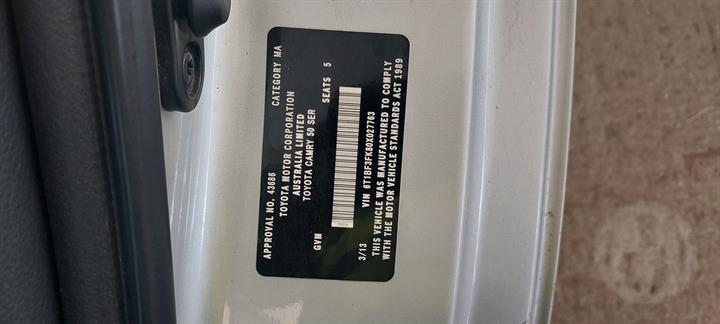 APPROVAL NO. 43686 CATEGORY MA
TOYOTA MOTOR CORPORATION
AUSTRALIA LIMITED
TOYOTA CAMRY 50 SER
GVM SEATS 5
VIN 6T1BF3FK80X027763
3/13 THIS VEHICLE WAS MANUFACTURED TO COMPLY
WITH THE MOTOR VEHICLE STANDARDS ACT 1989